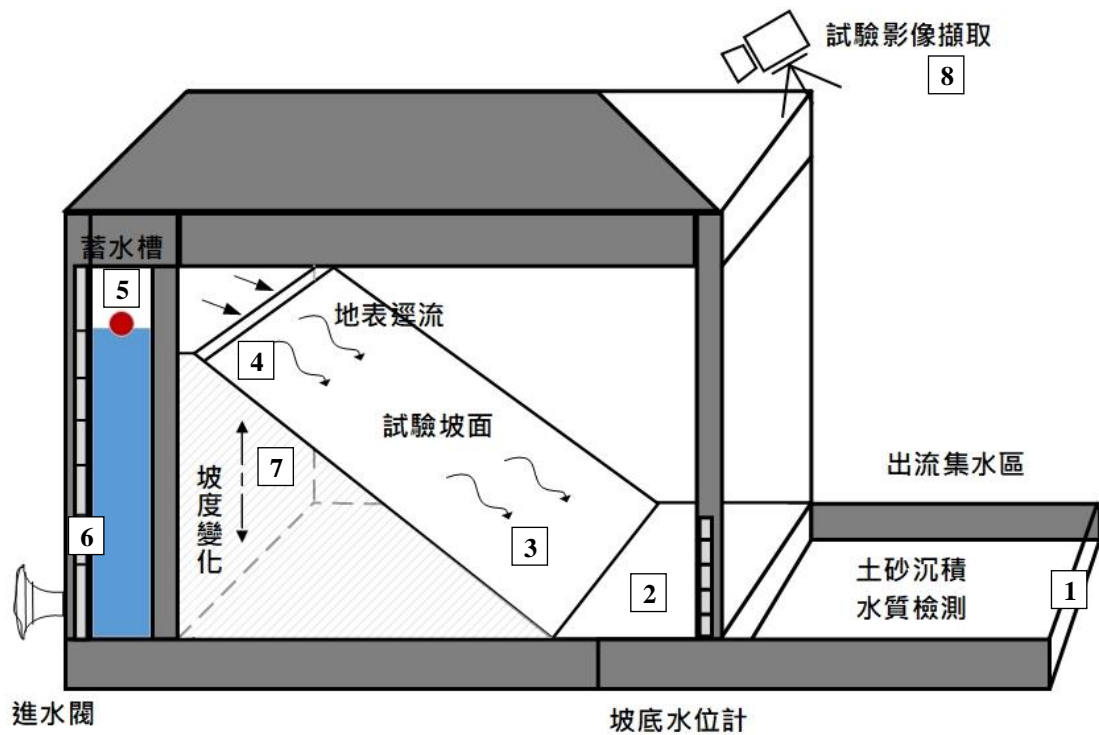 試驗影像擷取
8
蓄水槽
5
地表逕流
4
試驗坡面
坡度變化
7
出流集水區
6
3
2
土砂沉積
水質檢測
1
進水閥
坡底水位計